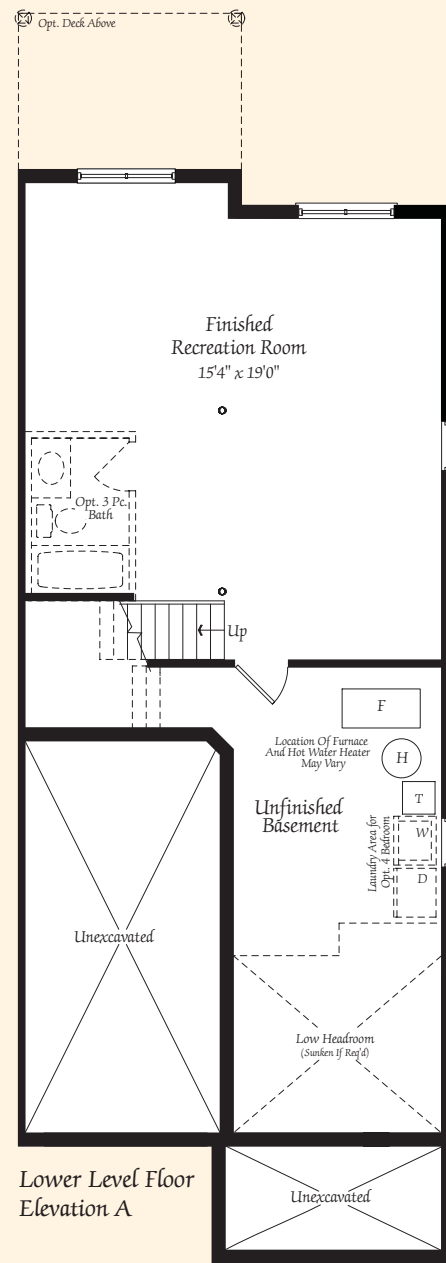 Opt. Deck Above
Finished
Recreation Room
15'4" x 19'0"
Opt. 3 Pc.
Bath
Up
F
Location Of Furnace
And Hot Water Heater
May Vary
H
T
Unfinished
Basement
Laundry Area for
Opt. 4 Bedroom
W
D
Unexcavated
Low Headroom
(Sunken If Req'd)
Lower Level Floor
Elevation A
Unexcavated